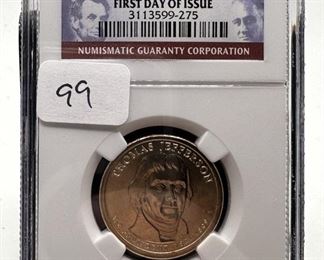 FIRST DAY OF ISSUE
3113599-275
NUMISMATIC GUARANTY CORPORATION
99
THOMAS JEFFERSON